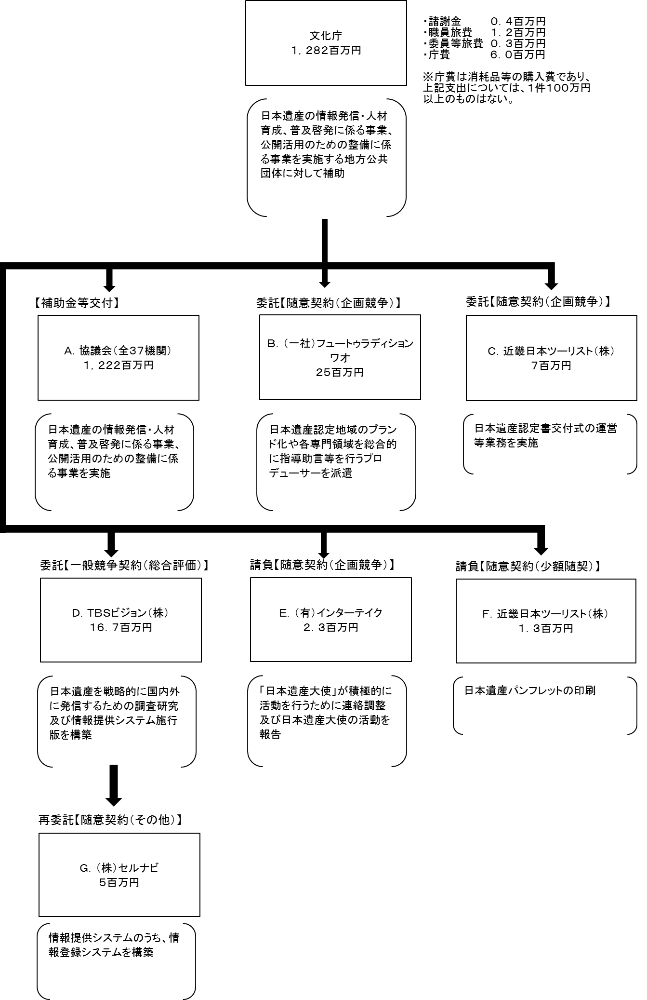 文化庁
１，２８２百万円
・諸謝金　　　０．４百万円
・職員旅費　　１．２百万円
・委員等旅費　０．３百万円
・庁費　　　　６．０百万円
※庁費は消耗品等の購入費であり、
上記支出については、１件１００万円
以上のものはない。
日本遺産の情報発信・人材
育成、普及啓発に係る事業、
公開活用のための整備に係
る事業を実施する地方公共
団体に対して補助
【補助金等交付】
Ａ．協議会（全３７機関）
１，２２２百万円
日本遺産の情報発信・人材
育成、普及啓発に係る事業、
公開活用のための整備に係
る事業を実施
委託【随意契約（企画競争）】
Ｂ．（一社）フュートゥラディション
ワオ
２５百万円
日本遺産認定地域のブラン
ド化や各専門領域を総合的
に指導助言等を行うプロ
デューサーを派遣
委託【随意契約（企画競争）】
Ｃ．近畿日本ツーリスト（株）
７百万円
日本遺産認定書交付式の運営
等業務を実施
委託【一般競争契約（総合評価）】
Ｄ．ＴＢＳビジョン（株）
１６．７百万円
日本遺産を戦略的に国内外
に発信するための調査研究
及び情報提供システム施行
版を構築
請負【随意契約（企画競争）】
Ｅ．（有）インターテイク
２．３百万円
「日本遺産大使」が積極的に
活動を行うために連絡調整
及び日本遺産大使の活動を
報告
請負【随意契約（少額随契）】
Ｆ．近畿日本ツーリスト（株）
１．３百万円
日本遺産パンフレットの印刷
再委託【随意契約（その他）】
Ｇ．（株）セルナビ
５百万円
情報提供システムのうち、情
報登録システムを構築